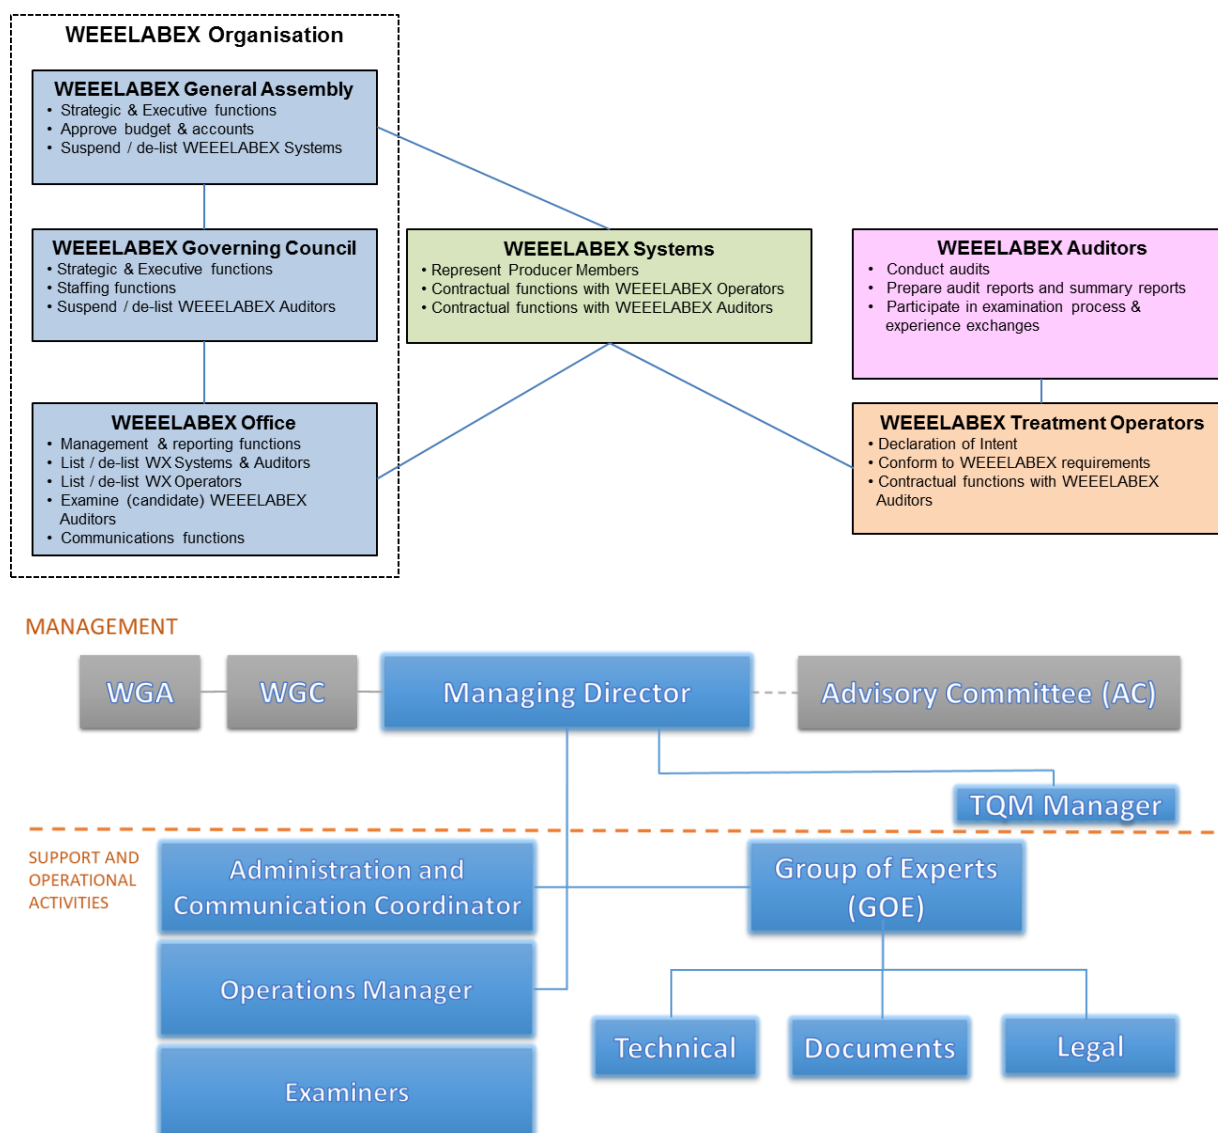 WEEELABEX Organisation
WEEELABEX General Assembly
• Strategic & Executive functions
• Approve budget & accounts
• Suspend / de-list WEEELABEX Systems
WEEELABEX Governing Council
• Strategic & Executive functions
• Staffing functions
• Suspend / de-list WEEELABEX Auditors
WEEELABEX Systems
• Represent Producer Members
• Contractual functions with WEEELABEX Operators
• Contractual functions with WEEELABEX Auditors
WEEELABEX Auditors
• Conduct audits
• Prepare audit reports and summary reports
• Participate in examination process &
experience exchanges
WEEELABEX Office
• Management & reporting functions
• List / de-list WX Systems & Auditors
• List / de-list WX Operators
• Examine (candidate) WEEELABEX
Auditors
• Communications functions
WEEELABEX Treatment Operators
• Declaration of Intent
• Conform to WEEELABEX requirements
• Contractual functions with WEEELABEX
Auditors
MANAGEMENT
WGA
WGC
Managing Director
Advisory Committee (AC)
TQM Manager
SUPPORT AND
OPERATIONAL
ACTIVITIES
Administration and
Communication Coordinator
Group of Experts
(GOE)
Operations Manager
Technical
Documents
Legal
Examiners